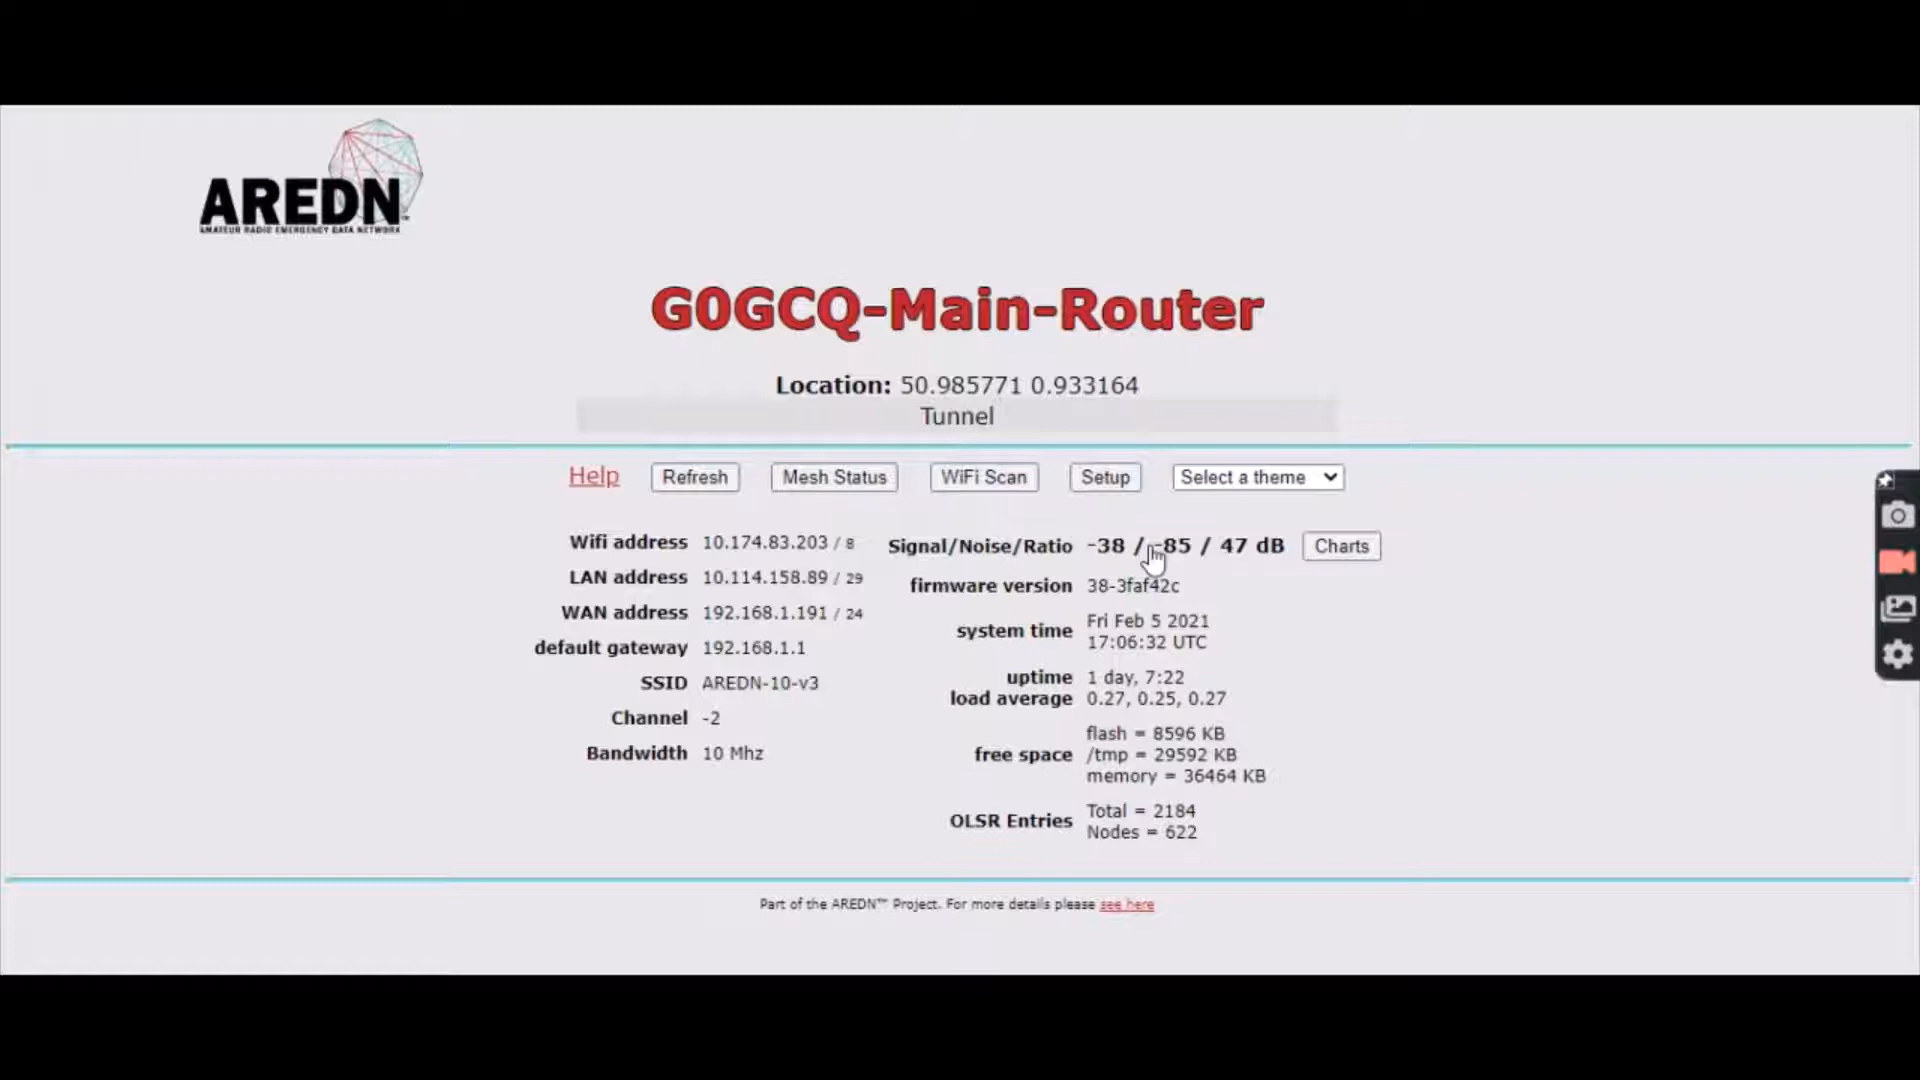 AREDN™
AMATEUR RADIO EMERGENCY DATA NETWORK
G0GCQ-Main-Router
Location: 50.985771 0.933164
Tunnel
Help Refresh Mesh Status WiFi Scan Setup Select a theme
Wifi address 10.174.83.203 / 8
LAN address 10.114.158.89 / 29
WAN address 192.168.1.191 / 24
default gateway 192.168.1.1
SSID AREDN-10-v3
Channel -2
Bandwidth 10 Mhz
Signal/Noise/Ratio -38 / -85 / 47 dB Charts
firmware version 38-3faf42c
system time Fri Feb 5 2021
17:06:32 UTC
uptime 1 day, 7:22
load average 0.27, 0.25, 0.27
free space flash = 8596 KB
/tmp = 29592 KB
memory = 36464 KB
OLSR Entries Total = 2184
Nodes = 622
Part of the AREDN™ Project. For more details please see here